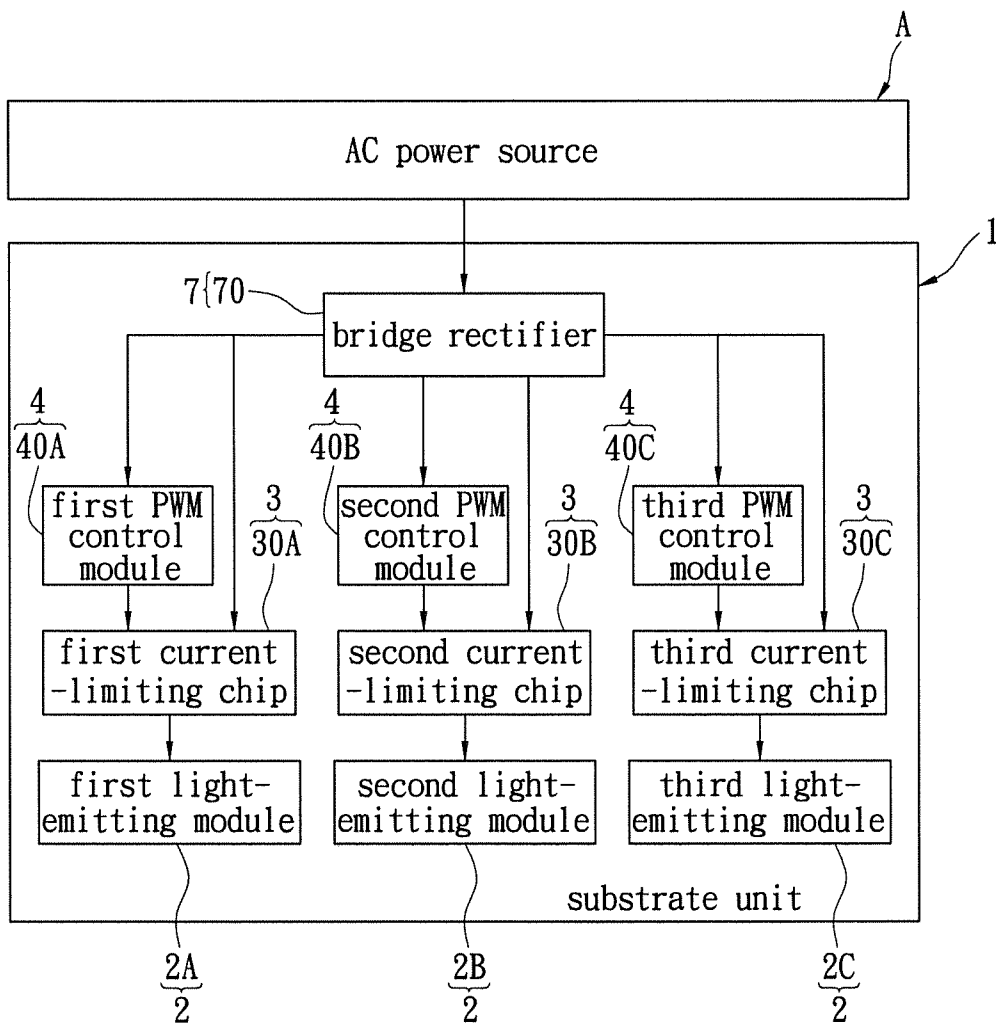 A
AC power source
1
7{70
bridge rectifier
4
40A
4
40B
4
40C
first PWM
control
module
second PWM
control
module
third PWM
control
module
3
30A
3
30B
3
30C
first current
-limiting chip
second current
-limiting chip
third current
-limiting chip
first light-
emitting module
second light-
emitting module
third light-
emitting module
substrate unit
2A
2
2B
2
2C
2